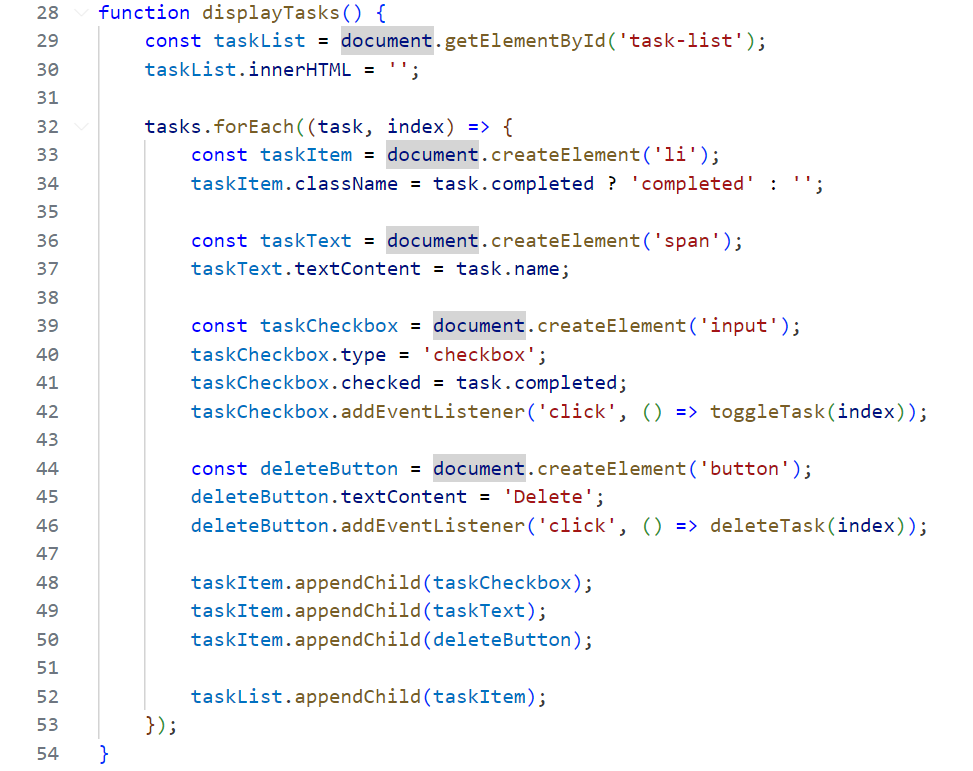 28 function displayTasks() {
29     const taskList = document.getElementById('task-list');
30     taskList.innerHTML = '';
31
32     tasks.forEach((task, index) => {
33         const taskItem = document.createElement('li');
34         taskItem.className = task.completed ? 'completed' : '';
35
36         const taskText = document.createElement('span');
37         taskText.textContent = task.name;
38
39         const taskCheckbox = document.createElement('input');
40         taskCheckbox.type = 'checkbox';
41         taskCheckbox.checked = task.completed;
42         taskCheckbox.addEventListener('click', () => toggleTask(index));
43
44         const deleteButton = document.createElement('button');
45         deleteButton.textContent = 'Delete';
46         deleteButton.addEventListener('click', () => deleteTask(index));
47
48         taskItem.appendChild(taskCheckbox);
49         taskItem.appendChild(taskText);
50         taskItem.appendChild(deleteButton);
51
52         taskList.appendChild(taskItem);
53     });
54 }